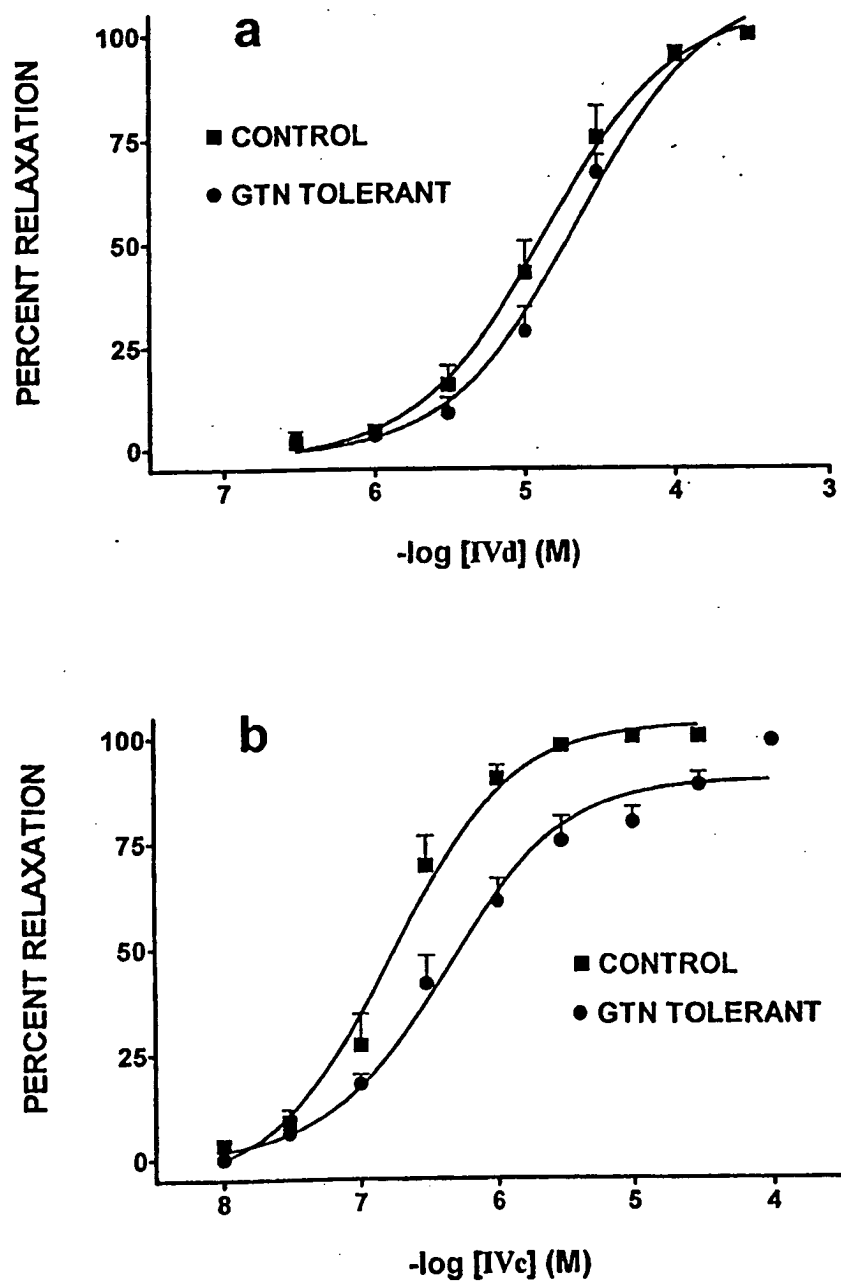 a
100
75
50
25
0
PERCENT RELAXATION
CONTROL
GTN TOLERANT
7 6 5 4 3
-log [IVd] (M)
b
100
75
50
25
0
PERCENT RELAXATION
CONTROL
GTN TOLERANT
8 7 6 5 4
-log [IVc] (M)